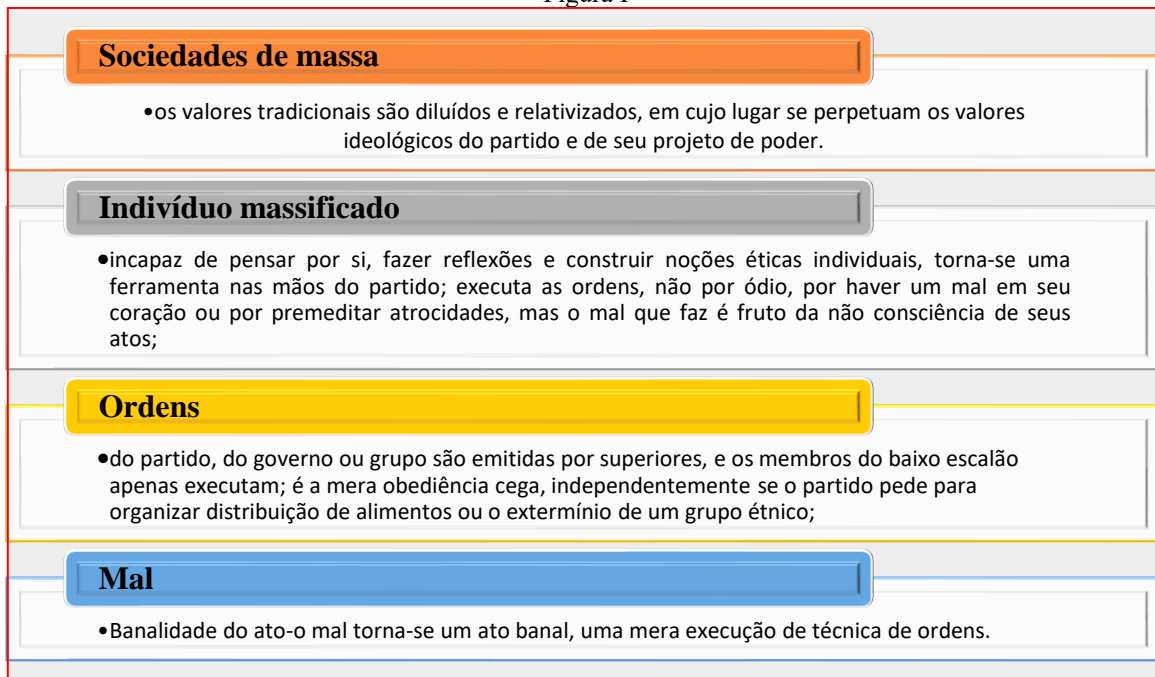 Sociedades de massa
•os valores tradicionais são diluídos e relativizados, em cujo lugar se perpetuam os valores
ideológicos do partido e de seu projeto de poder.
Indivíduo massificado
•incapaz de pensar por si, fazer reflexões e construir noções éticas individuais, torna-se uma
ferramenta nas mãos do partido; executa as ordens, não por ódio, por haver um mal em seu
coração ou por premeditar atrocidades, mas o mal que faz é fruto da não consciência de seus
atos;
Ordens
•do partido, do governo ou grupo são emitidas por superiores, e os membros do baixo escalão
apenas executam; é a mera obediência cega, independentemente se o partido pede para
organizar distribuição de alimentos ou o extermínio de um grupo étnico;
Mal
•Banalidade do ato-o mal torna-se um ato banal, uma mera execução de técnica de ordens.